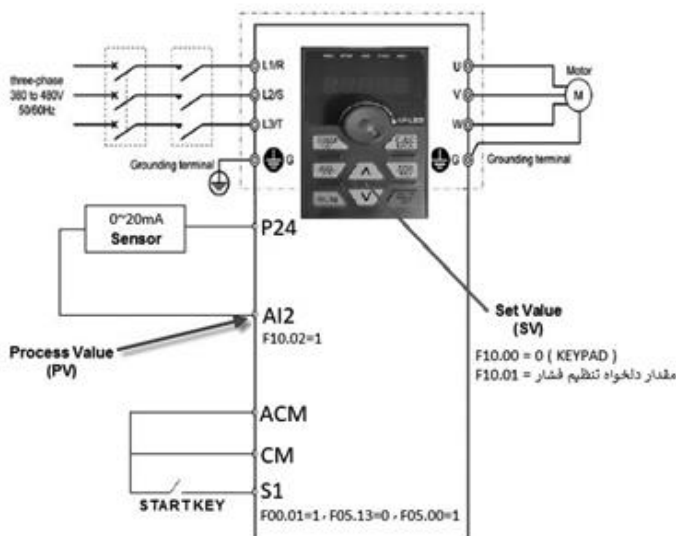 three-phase
380 to 480V
50/60Hz
L1/R
L2/S
L3/T
Grounding terminal
G
U
V
W
G
Motor
M
Grounding terminal
0~20mA
Sensor
P24
AI2
F10.02=1
Process Value
(PV)
Set Value
(SV)
F10.00 = 0 ( KEYPAD )
F10.01 = مقدار دلخواه تنظیم فشار
ACM
CM
S1
START KEY
F00.01=1 , F05.13=0 , F05.00=1